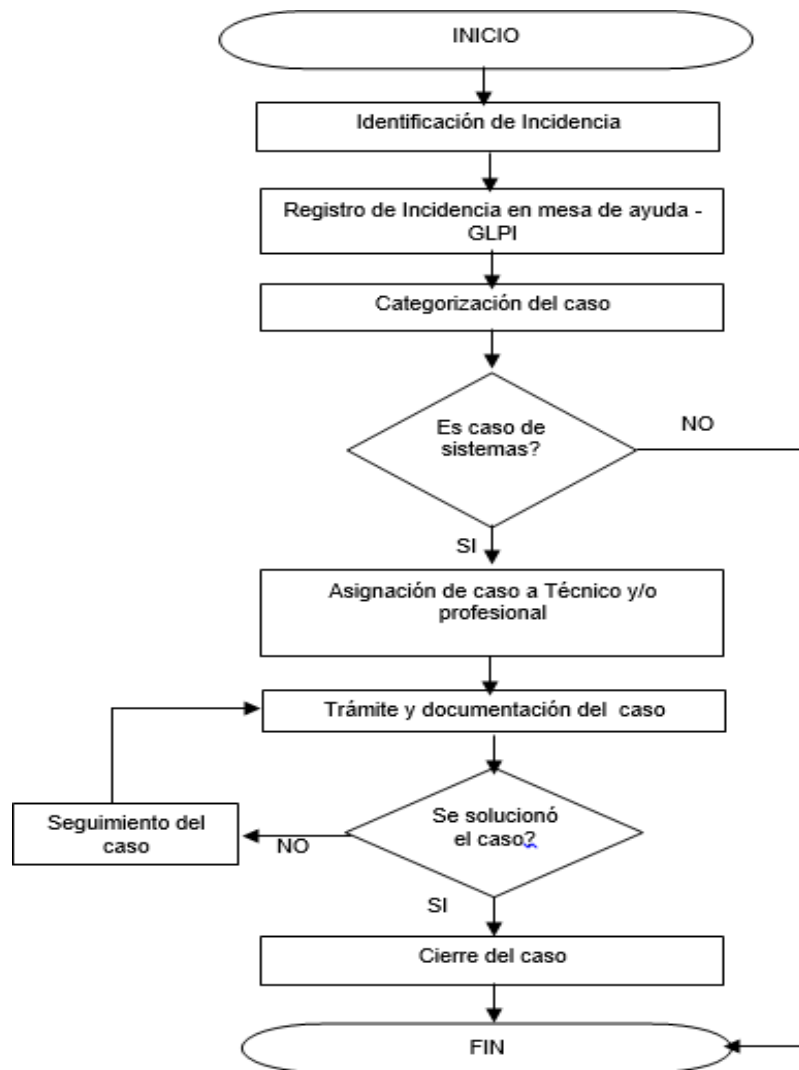 INICIO
Identificación de Incidencia
Registro de Incidencia en mesa de ayuda -
GLPI
Categorización del caso
Es caso de
sistemas?
NO
SI
Asignación de caso a Técnico y/o
profesional
Trámite y documentación del caso
Se solucionó
el caso?
Seguimiento del
caso
NO
SI
Cierre del caso
FIN